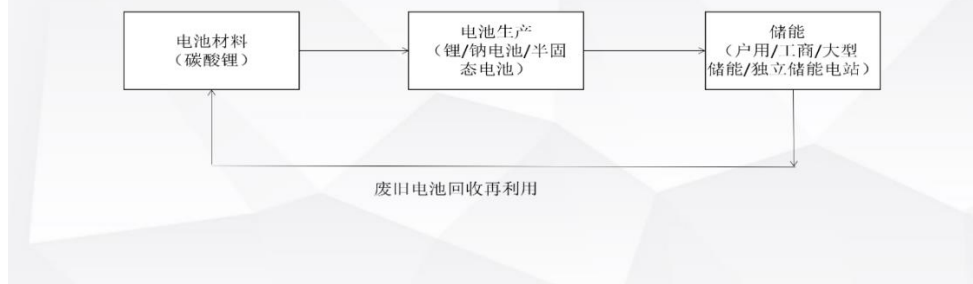 电池材料
（碳酸锂）
电池生产
（锂/钠电池/半固
态电池）
储能
（户用/工商/大型
储能/独立储能电站）
废旧电池回收再利用